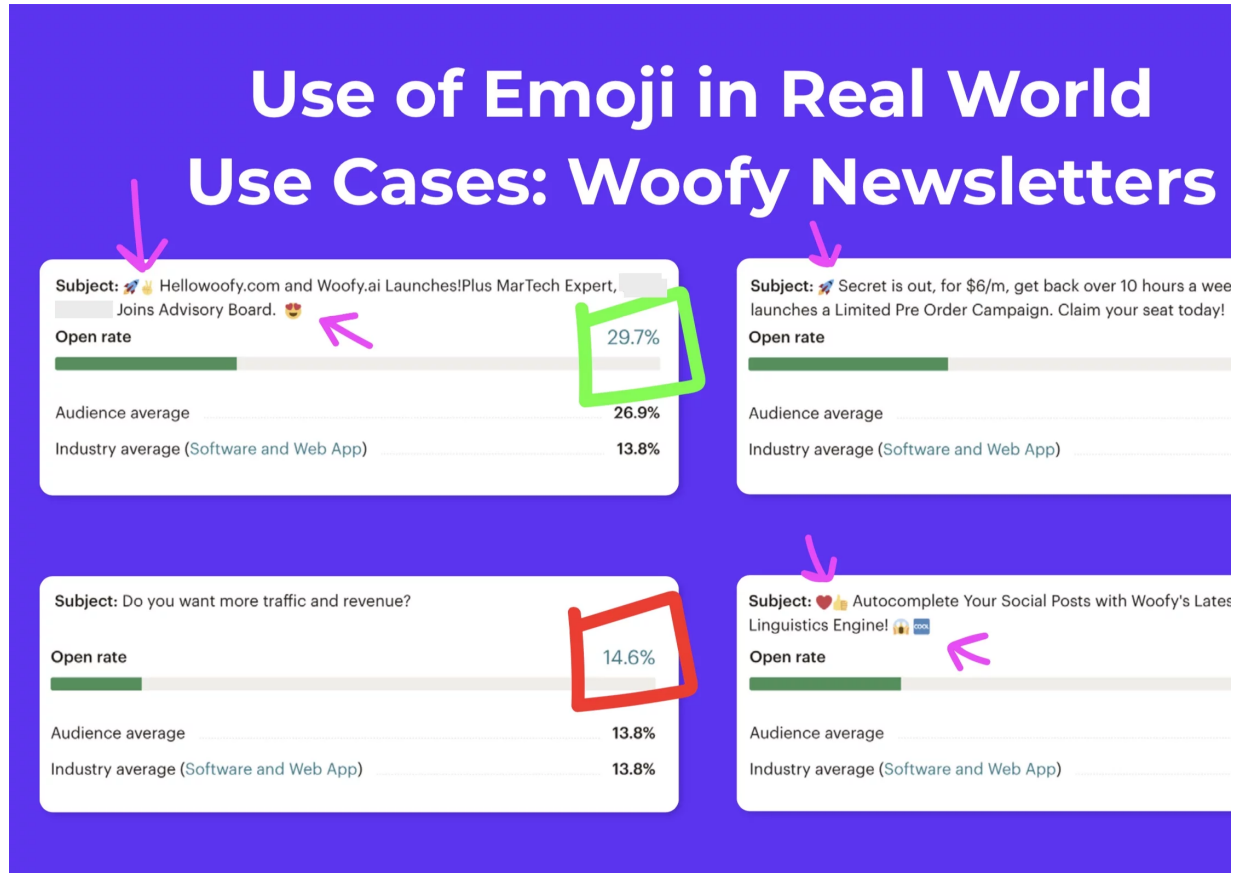 Use of Emoji in Real World
Use Cases: Woofy Newsletters
Subject: 🚀✌️ Hellowoofy.com and Woofy.ai Launches!Plus MarTech Expert,
Joins Advisory Board. 😍
Open rate
29.7%
Audience average 26.9%
Industry average (Software and Web App) 13.8%
Subject: 🚀 Secret is out, for $6/m, get back over 10 hours a wee
launches a Limited Pre Order Campaign. Claim your seat today!
Open rate
Audience average
Industry average (Software and Web App)
Subject: Do you want more traffic and revenue?
Open rate
14.6%
Audience average 13.8%
Industry average (Software and Web App) 13.8%
Subject: ❤️👍 Autocomplete Your Social Posts with Woofy's Lates
Linguistics Engine! 😱🆒
Open rate
Audience average
Industry average (Software and Web App)